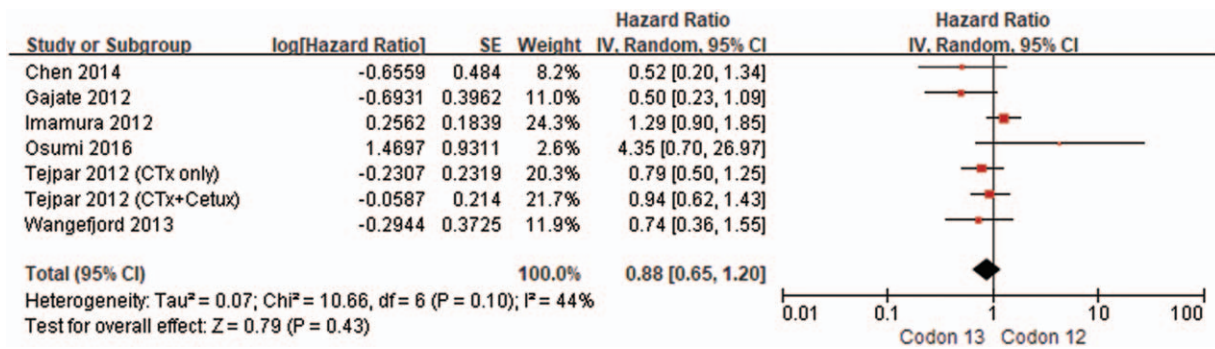 Hazard Ratio Hazard Ratio
Study or Subgroup log[Hazard Ratio] SE Weight IV, Random, 95% CI IV, Random, 95% CI
Chen 2014 -0.6559 0.484 8.2% 0.52 [0.20, 1.34]
Gajate 2012 -0.6931 0.3962 11.0% 0.50 [0.23, 1.09]
Imamura 2012 0.2562 0.1839 24.3% 1.29 [0.90, 1.85]
Osumi 2016 1.4697 0.9311 2.6% 4.35 [0.70, 26.97]
Tejpar 2012 (CTx only) -0.2307 0.2319 20.3% 0.79 [0.50, 1.25]
Tejpar 2012 (CTx+Cetux) -0.0587 0.214 21.7% 0.94 [0.62, 1.43]
Wangefjord 2013 -0.2944 0.3725 11.9% 0.74 [0.36, 1.55]
Total (95% CI) 100.0% 0.88 [0.65, 1.20]
Heterogeneity: Tau² = 0.07; Chi² = 10.66, df = 6 (P = 0.10); I² = 44%
Test for overall effect: Z = 0.79 (P = 0.43)
0.01 0.1 1 10 100
Codon 13 Codon 12